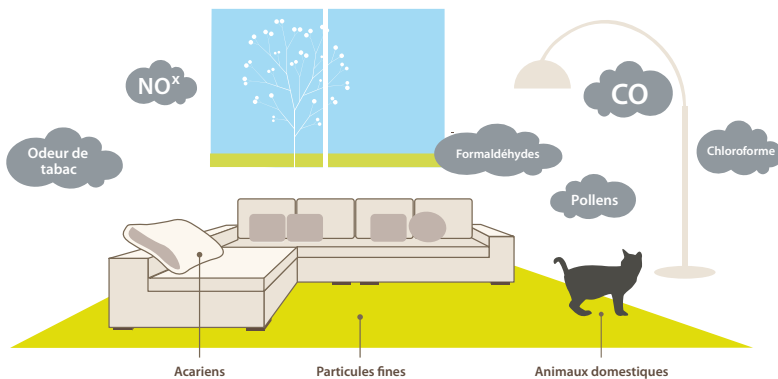 NOˣ
CO
Odeur de
tabac
Formaldéhydes
Chloroforme
Pollens
Acariens
Particules fines
Animaux domestiques